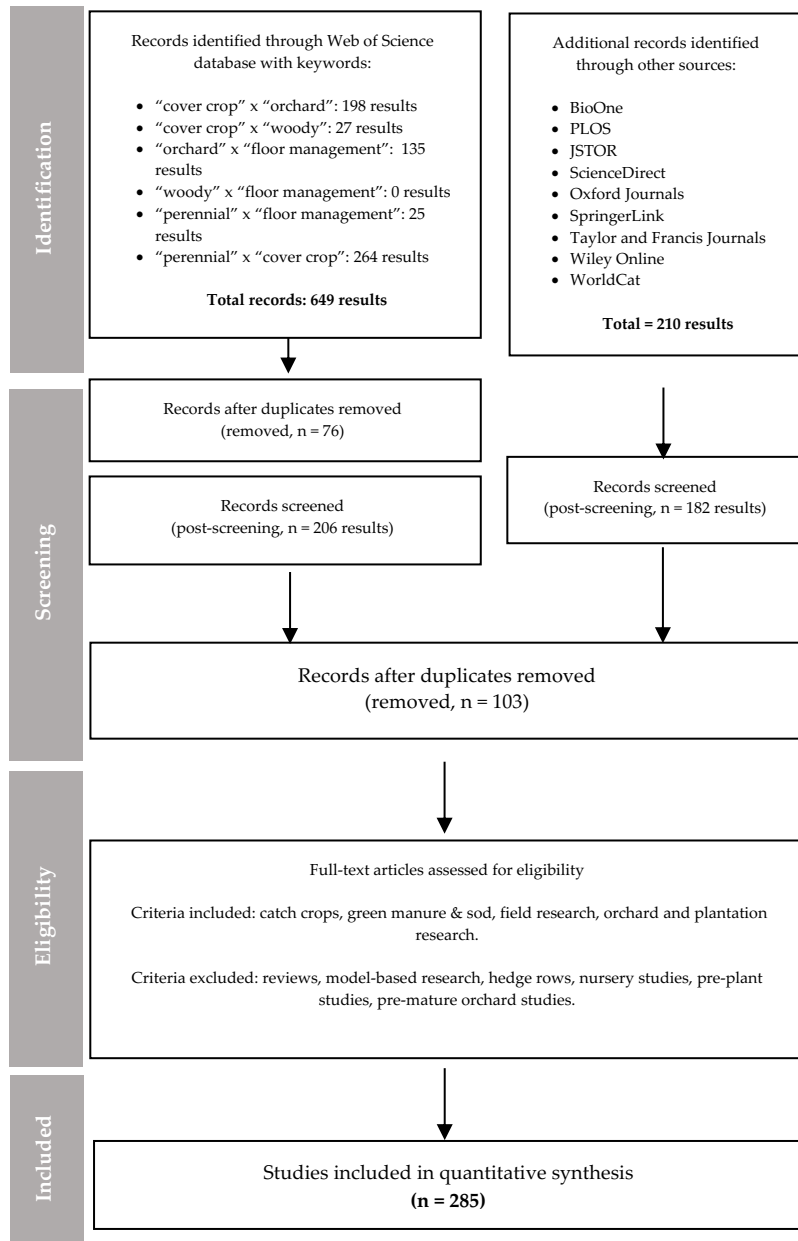 Identification
Records identified through Web of Science
database with keywords:
• “cover crop” x “orchard”: 198 results
• “cover crop” x “woody”: 27 results
• “orchard” x “floor management”: 135
results
• “woody” x “floor management”: 0 results
• “perennial” x “floor management”: 25
results
• “perennial” x “cover crop”: 264 results
Total records: 649 results
Additional records identified
through other sources:
• BioOne
• PLOS
• JSTOR
• ScienceDirect
• Oxford Journals
• SpringerLink
• Taylor and Francis Journals
• Wiley Online
• WorldCat
Total = 210 results
Screening
Records after duplicates removed
(removed, n = 76)
Records screened
(post-screening, n = 206 results)
Records screened
(post-screening, n = 182 results)
Records after duplicates removed
(removed, n = 103)
Eligibility
Full-text articles assessed for eligibility
Criteria included: catch crops, green manure & sod, field research, orchard and plantation
research.
Criteria excluded: reviews, model-based research, hedge rows, nursery studies, pre-plant
studies, pre-mature orchard studies.
Included
Studies included in quantitative synthesis
(n = 285)